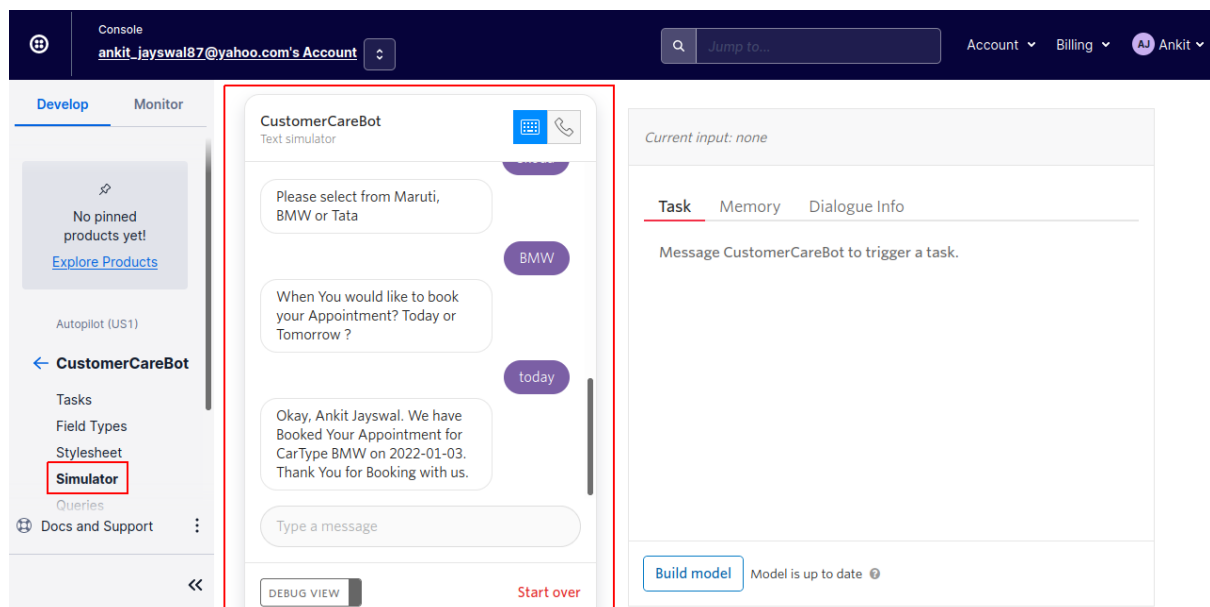 Console
ankit_jayswal87@yahoo.com's Account
Jump to...
Account
Billing
AJ Ankit
Develop
Monitor
No pinned
products yet!
Explore Products
Autopilot (US1)
CustomerCareBot
Tasks
Field Types
Stylesheet
Simulator
Queries
Docs and Support
CustomerCareBot
Text simulator
Please select from Maruti,
BMW or Tata
BMW
When You would like to book
your Appointment? Today or
Tomorrow ?
today
Okay, Ankit Jayswal. We have
Booked Your Appointment for
CarType BMW on 2022-01-03.
Thank You for Booking with us.
Type a message
DEBUG VIEW
Start over
Current input: none
Task Memory Dialogue Info
Message CustomerCareBot to trigger a task.
Build model Model is up to date